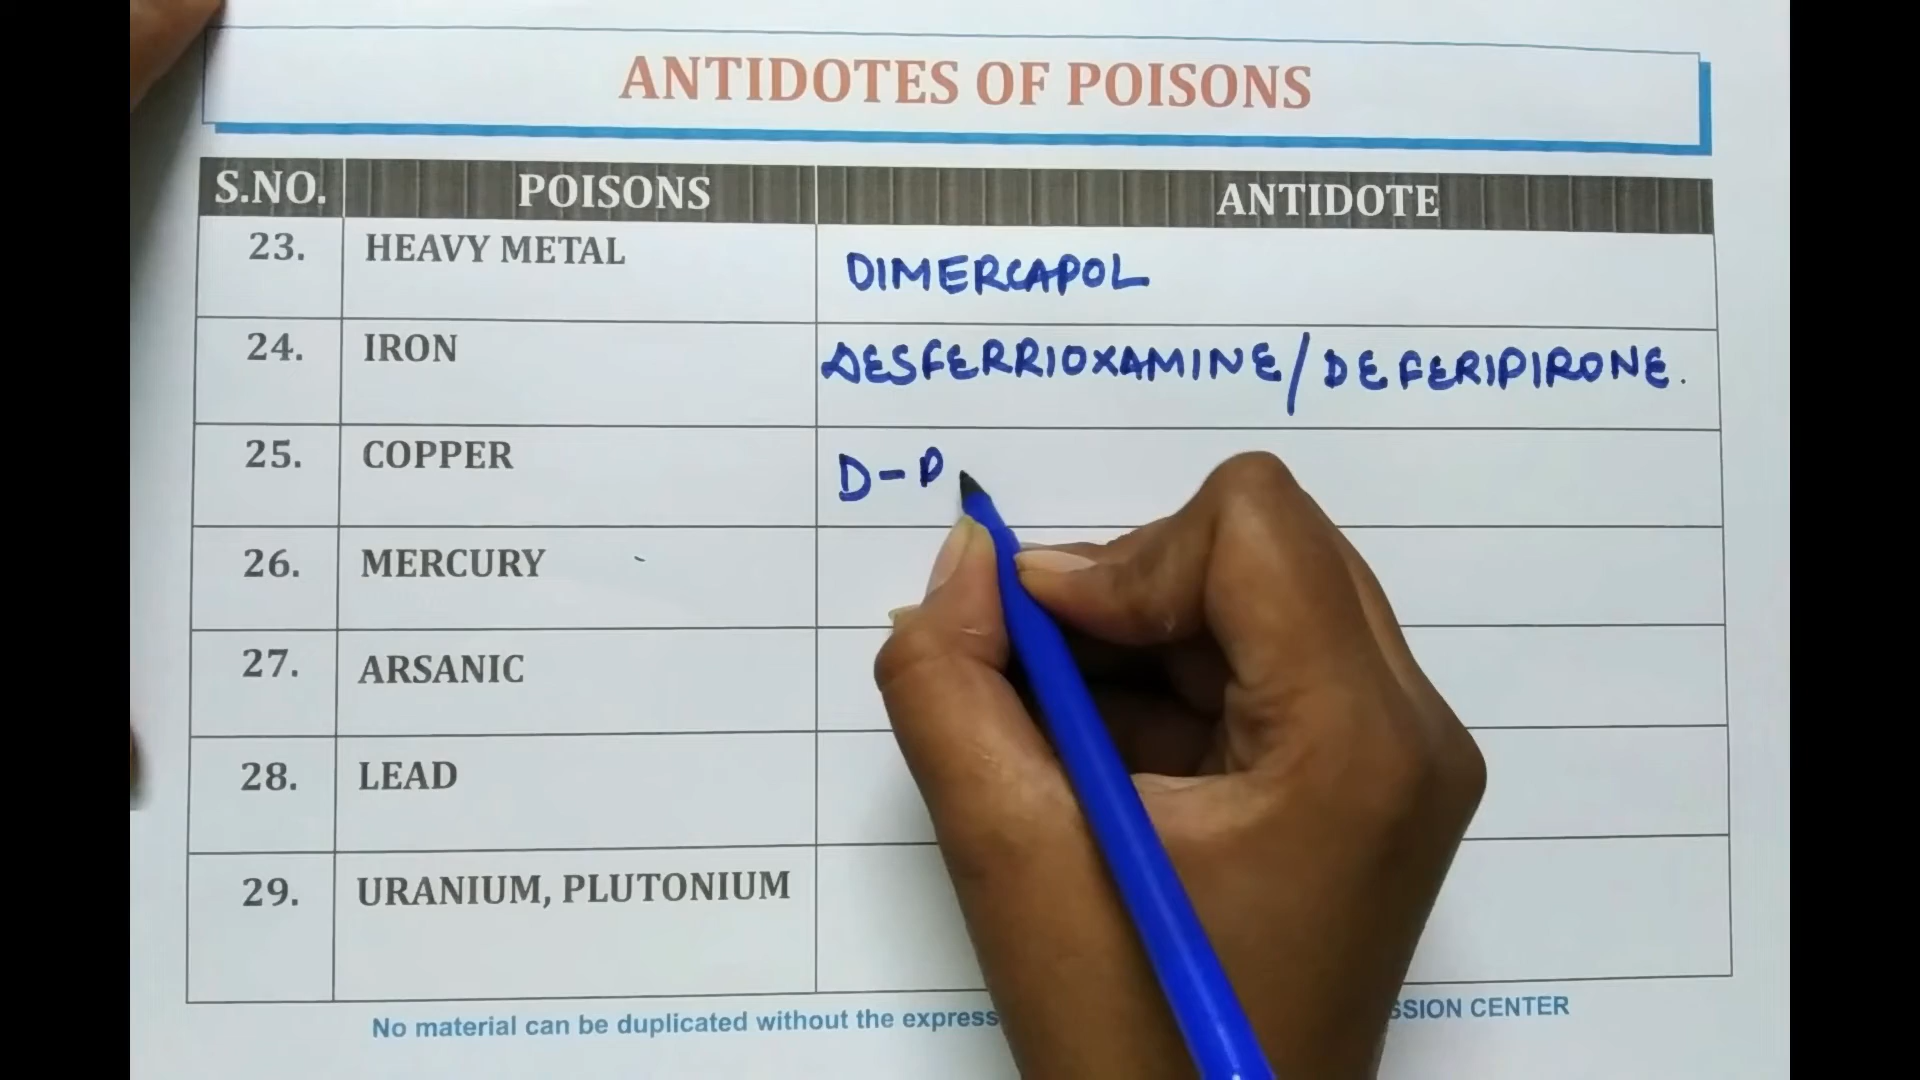 ANTIDOTES OF POISONS
S.NO. POISONS ANTIDOTE
23. HEAVY METAL DIMERCAPOL
24. IRON DESFERRIOXAMINE/DEFERIPIRONE.
25. COPPER D-P
26. MERCURY
27. ARSANIC
28. LEAD
29. URANIUM, PLUTONIUM
No material can be duplicated without the express SSION CENTER